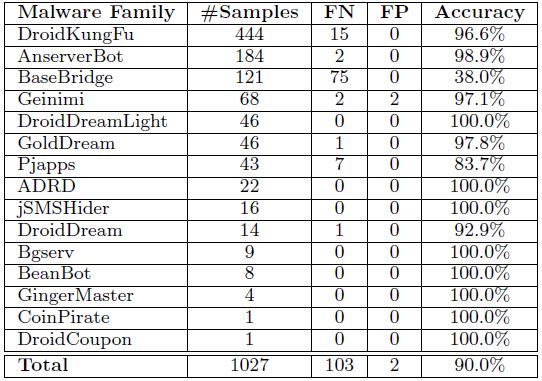 Malware Family #Samples FN FP Accuracy
DroidKungFu 444 15 0 96.6%
AnserverBot 184 2 0 98.9%
BaseBridge 121 75 0 38.0%
Geinimi 68 2 2 97.1%
DroidDreamLight 46 0 0 100.0%
GoldDream 46 1 0 97.8%
Pjapps 43 7 0 83.7%
ADRD 22 0 0 100.0%
jSMSHider 16 0 0 100.0%
DroidDream 14 1 0 92.9%
Bgserv 9 0 0 100.0%
BeanBot 8 0 0 100.0%
GingerMaster 4 0 0 100.0%
CoinPirate 1 0 0 100.0%
DroidCoupon 1 0 0 100.0%
Total 1027 103 2 90.0%